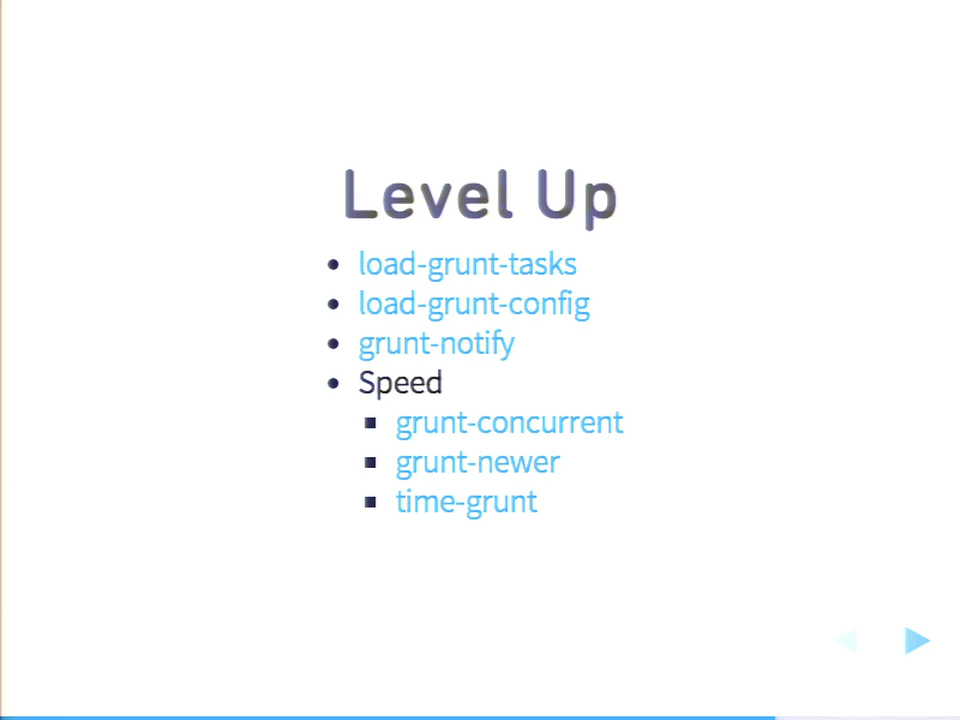 Level Up
load-grunt-tasks
load-grunt-config
grunt-notify
Speed
grunt-concurrent
grunt-newer
time-grunt